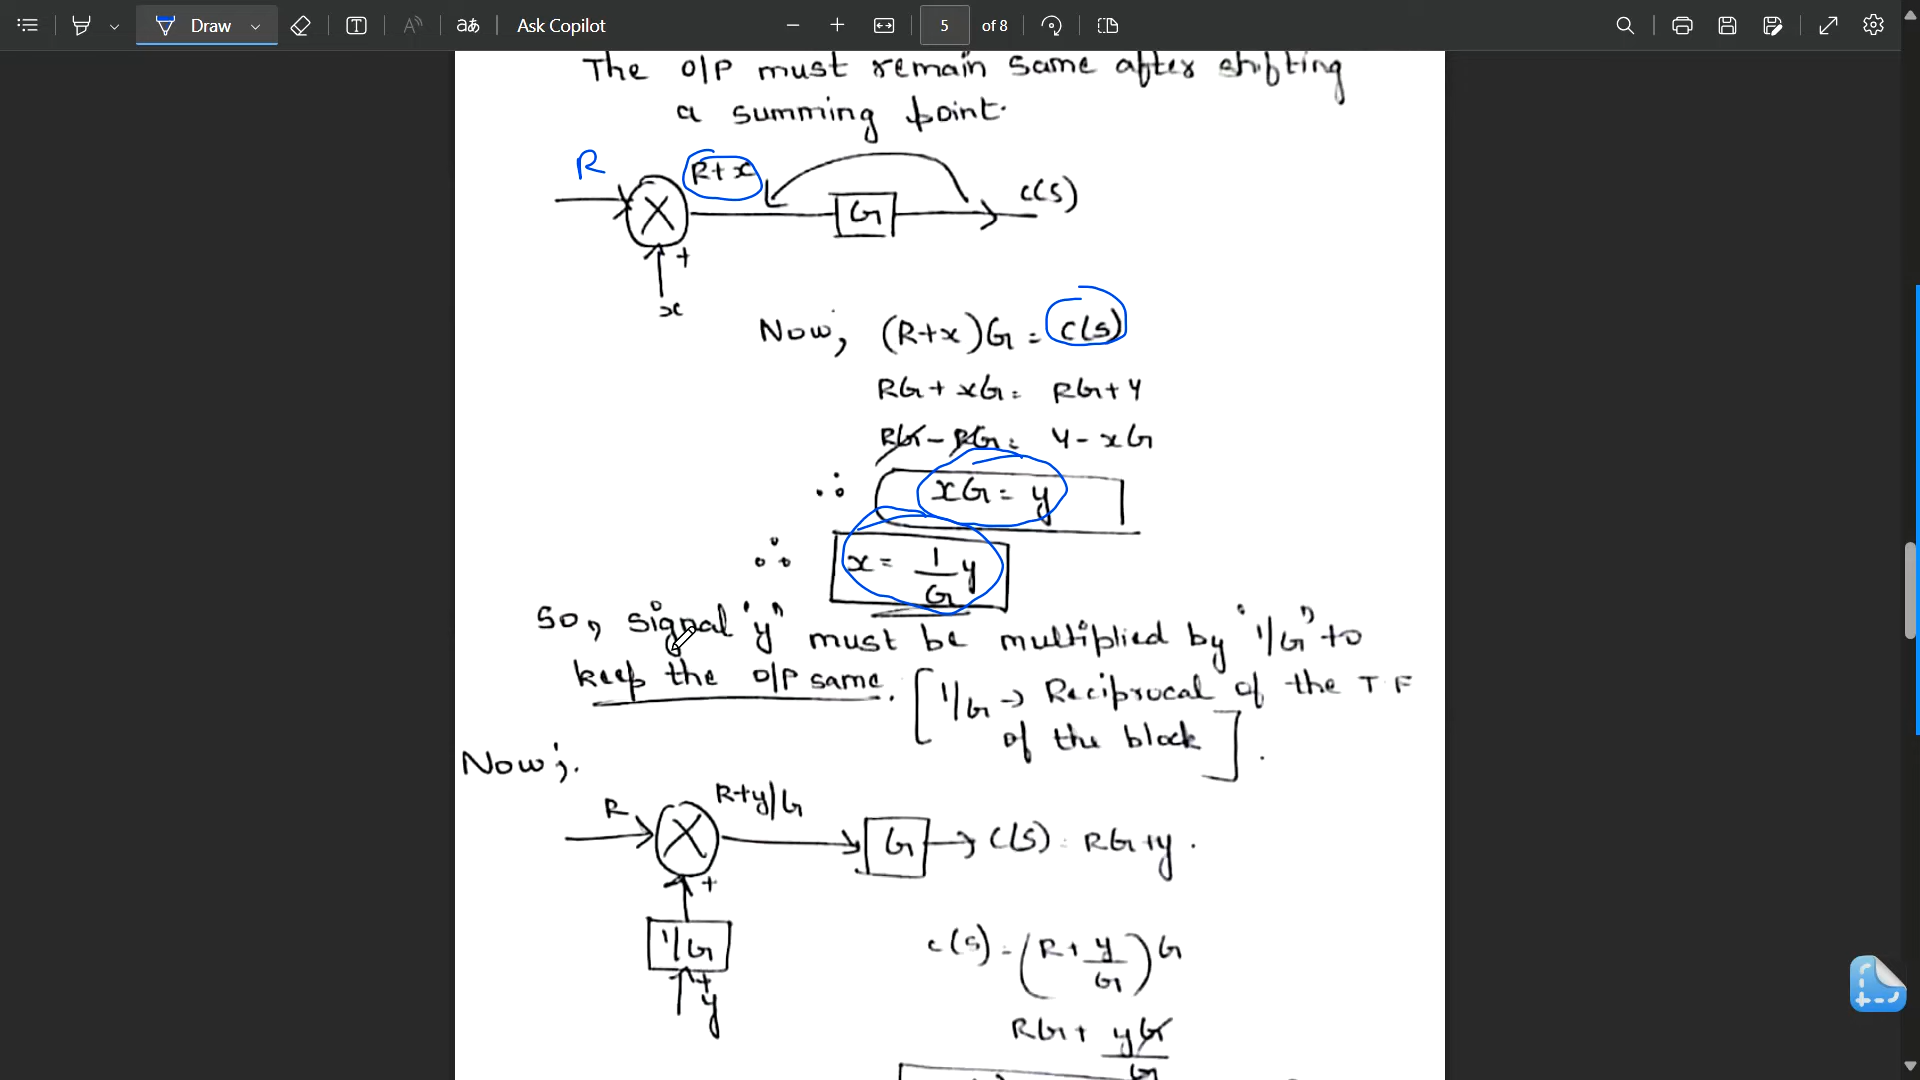 Draw
Ask Copilot
5 of 8
The O/P must remain same after shifting
a summing point.
R
R+x
G
C(S)
+
x
Now, (R+x)G = C(S)
RG + xG = RG + y
RG - RG = y - xG
∴ xG = y
∴ x = 1/G y
So, signal "y" must be multiplied by "1/G" to
keep the O/P same. [1/G → Reciprocal of the TF
of the block].
Now;.
R
R+y/G
G
C(S) = RG+y.
+
1/G
+
y
C(S) = (R + y/G) G
RG + yG/G